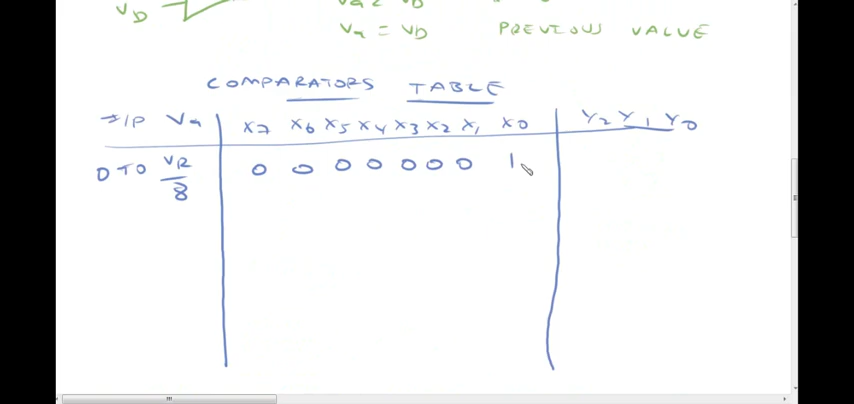 VD
Va = VD PREVIOUS VALUE
COMPARATORS TABLE
I/P Va X7 X6 X5 X4 X3 X2 X1 X0 Y2 Y1 Y0
0 TO VR/8 0 0 0 0 0 0 0 1